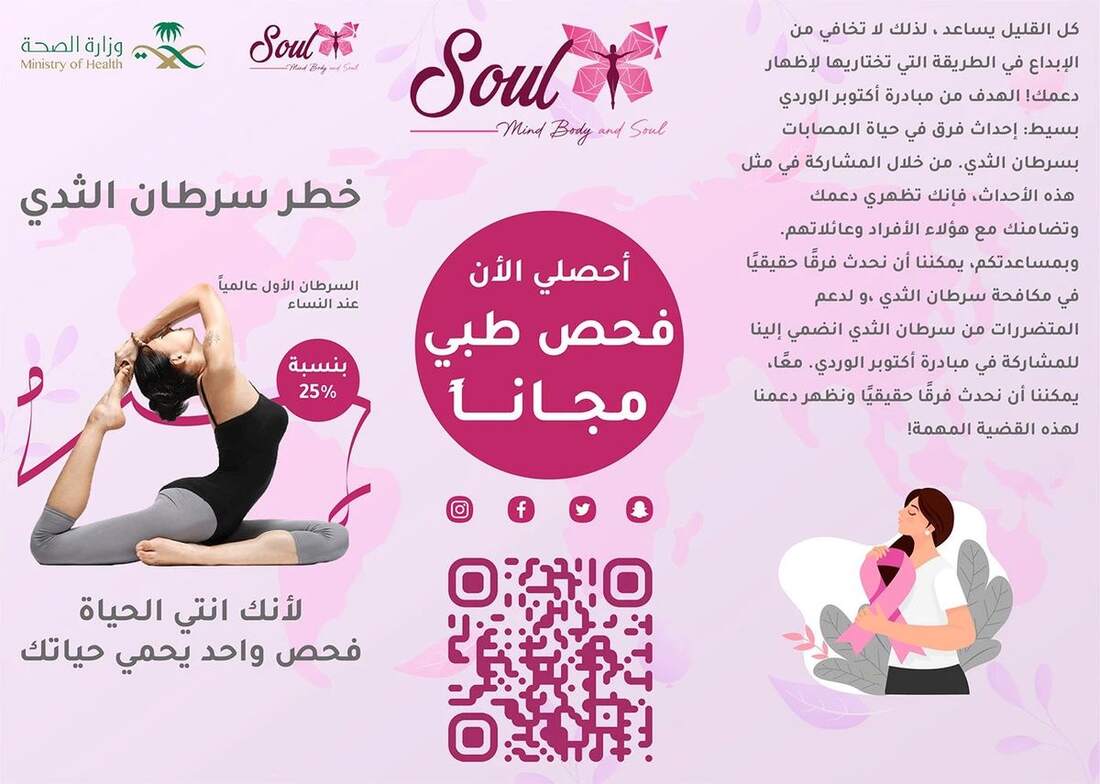 كل القليل يساعد ، لذلك لا تخافي من
الإبداع في الطريقة التي تختاريها لإظهار
دعمك! الهدف من مبادرة أكتوبر الوردي
بسيط: إحداث فرق في حياة المصابات
بسرطان الثدي. من خلال المشاركة في مثل
هذه الأحداث، فإنك تظهري دعمك
وتضامنك مع هؤلاء الأفراد وعائلاتهم.
وبمساعدتكم، يمكننا أن نحدث فرقًا حقيقيًا
في مكافحة سرطان الثدي ،و لدعم
المتضررات من سرطان الثدي انضمي إلينا
للمشاركة في مبادرة أكتوبر الوردي. معًا،
يمكننا أن نحدث فرقًا حقيقيًا ونظهر دعمنا
لهذه القضية المهمة!
Soul
Mind Body and Soul
أحصلي الأن
فحص طبي
مجـانــاً
وزارة الصحة
Ministry of Health
Soul
Mind Body and Soul
خطر سرطان الثدي
السرطان الأول عالمياً
عند النساء
بنسبة
25%
لأنك انتي الحياة
فحص واحد يحمي حياتك